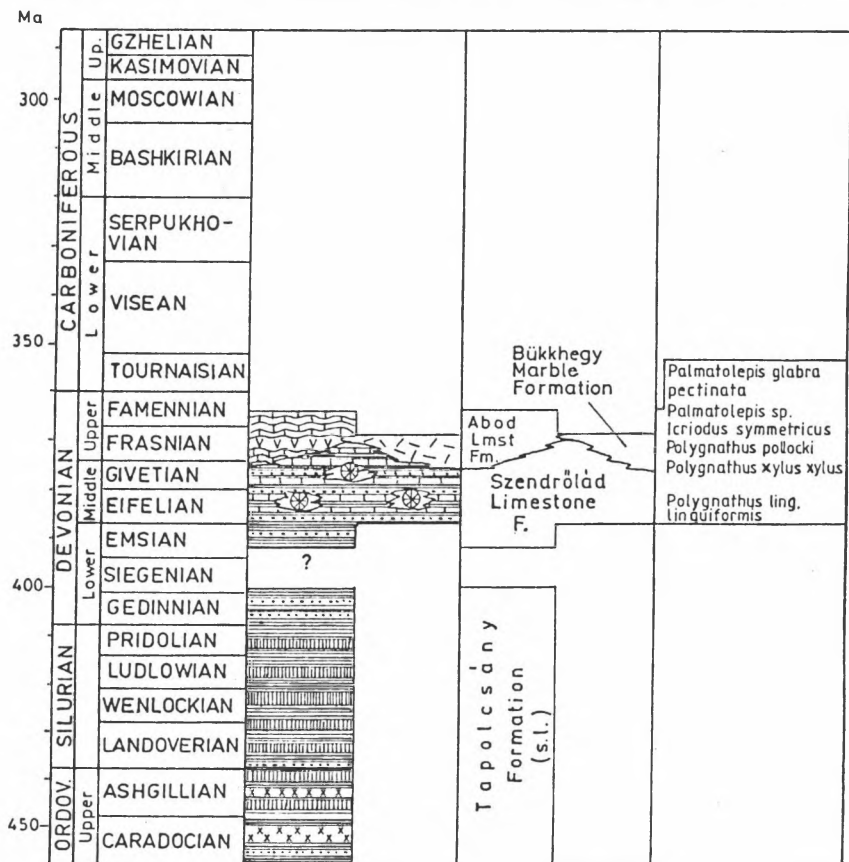 Ma
300
350
400
450
CARBONIFEROUS
DEVONIAN
SILURIAN
ORDOV.
Up.
Middle
Lower
Upper
Middle
Lower
Upper
GZHELIAN
KASIMOVIAN
MOSCOWIAN
BASHKIRIAN
SERPUKHO-
VIAN
VISEAN
TOURNAISIAN
FAMENNIAN
FRASNIAN
GIVETIAN
EIFELIAN
EMSIAN
SIEGENIAN
GEDINNIAN
PRIDOLIAN
LUDLOWIAN
WENLOCKIAN
LANDOVERIAN
ASHGILLIAN
CARADOCIAN
?
Bükkhegy
Marble
Formation
Abod
Lmst
Fm.
Szendrőlád
Limestone
F.
Tapolcsány
Formation
(s.l.)
Palmatolepis glabra
pectinata
Palmatolepis sp.
Icriodus symmetricus
Polygnathus pollocki
Polygnathus xylus xylus
Polygnathus ling.
linguiformis